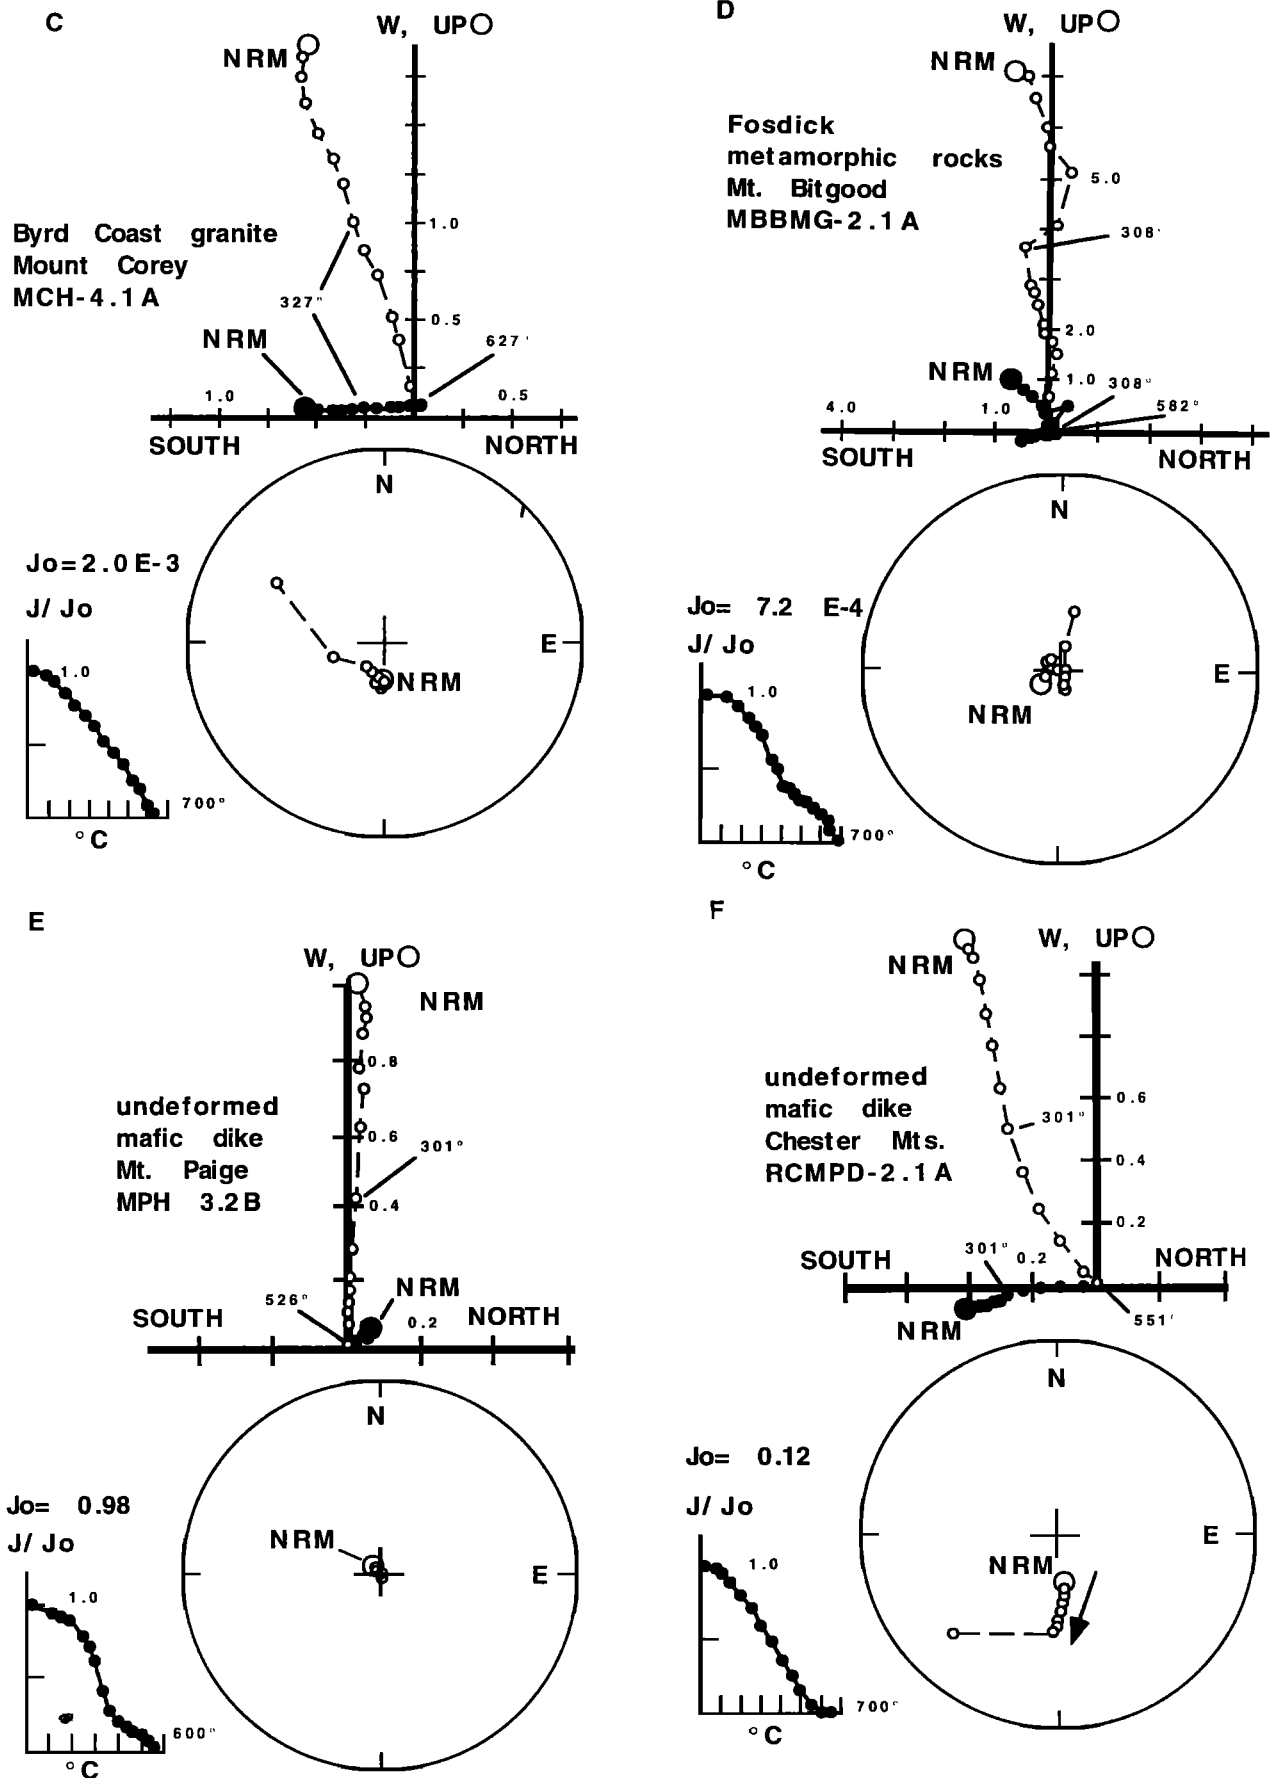 C
W, UP
NRM
Byrd Coast granite
Mount Corey
MCH-4.1A
1.0
327°
0.5
NRM
627'
1.0
0.5
SOUTH
NORTH
N
E
NRM
Jo=2.0E-3
J/Jo
1.0
700°
°C
D
W, UP
NRM
Fosdick
metamorphic rocks
Mt. Bitgood
MBBMG-2.1A
5.0
308'
2.0
NRM
1.0
308°
4.0
1.0
582°
SOUTH
NORTH
N
E
NRM
Jo= 7.2 E-4
J/Jo
1.0
700°
°C
E
W, UP
NRM
0.8
undeformed
mafic dike
Mt. Paige
MPH 3.2B
0.6
301°
0.4
526°
NRM
SOUTH
0.2
NORTH
N
NRM
E
Jo= 0.98
J/Jo
1.0
600°
°C
F
W, UP
NRM
undeformed
mafic dike
Chester Mts.
RCMPD-2.1A
0.6
301°
0.4
0.2
SOUTH
301°
0.2
NORTH
NRM
551'
N
E
NRM
Jo= 0.12
J/Jo
1.0
700°
°C